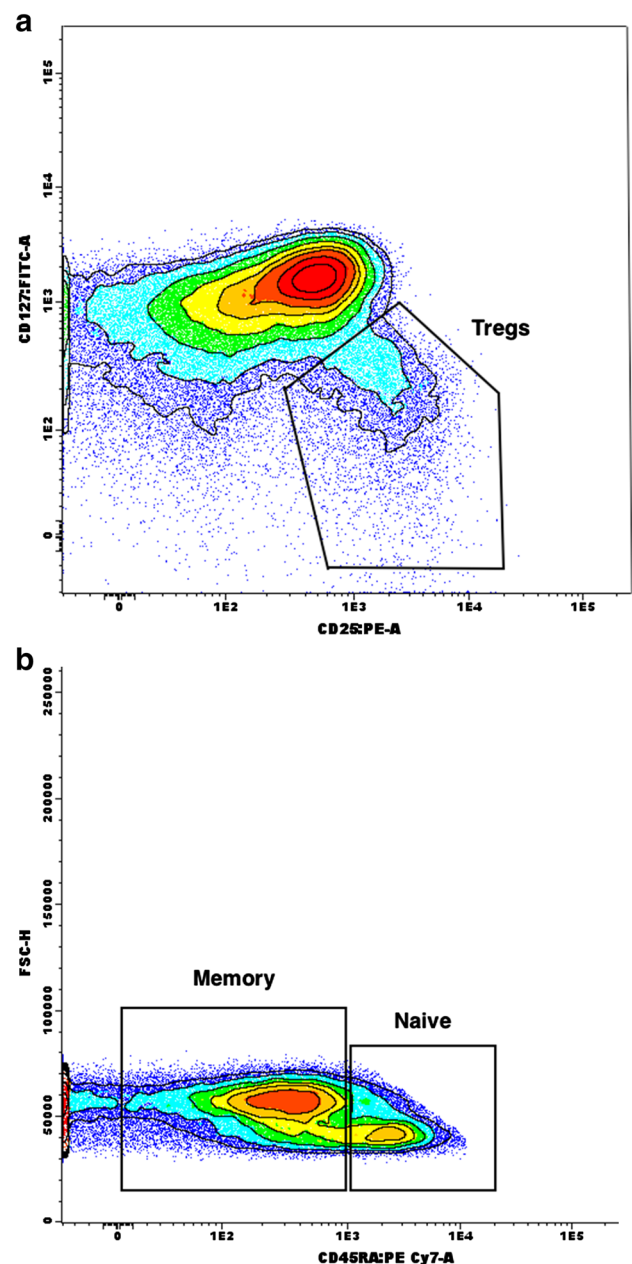 a
1E5
1E4
CD127:FITC-A
1E3
Tregs
1E2
0
0 1E2 1E3 1E4 1E5
CD25:PE-A
b
250000
200000
150000
FSC-H
Memory
100000
Naive
50000
0
0 1E2 1E3 1E4 1E5
CD45RA:PE Cy7-A